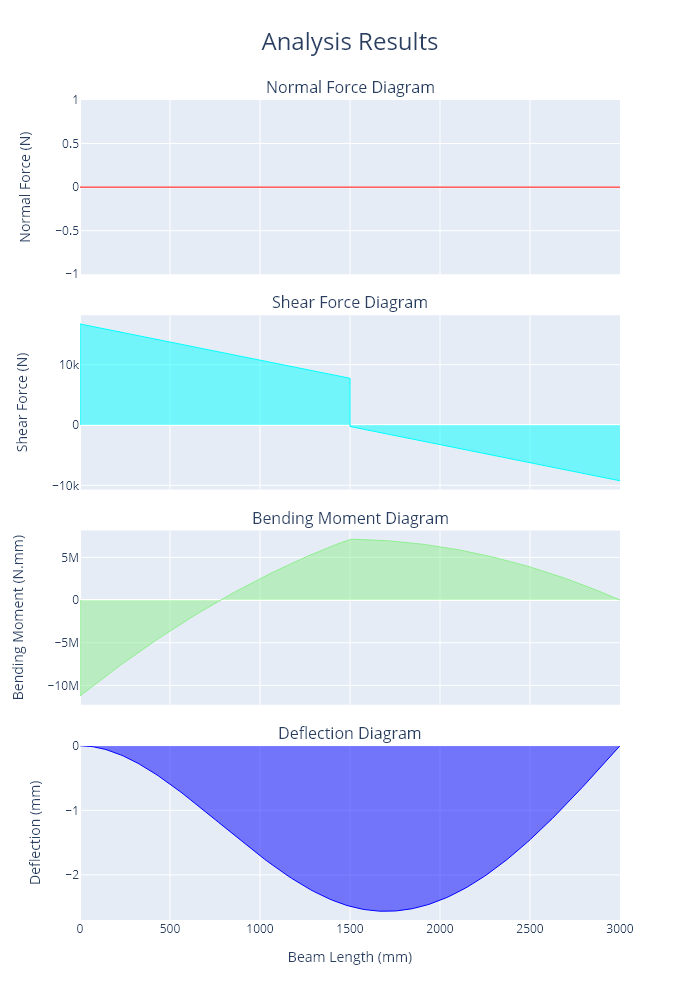 Analysis Results
Normal Force Diagram
Normal Force (N)
1
0.5
0
−0.5
−1
Shear Force Diagram
Shear Force (N)
10k
0
−10k
Bending Moment Diagram
Bending Moment (N.mm)
5M
0
−5M
−10M
Deflection Diagram
Deflection (mm)
0
−1
−2
0 500 1000 1500 2000 2500 3000
Beam Length (mm)